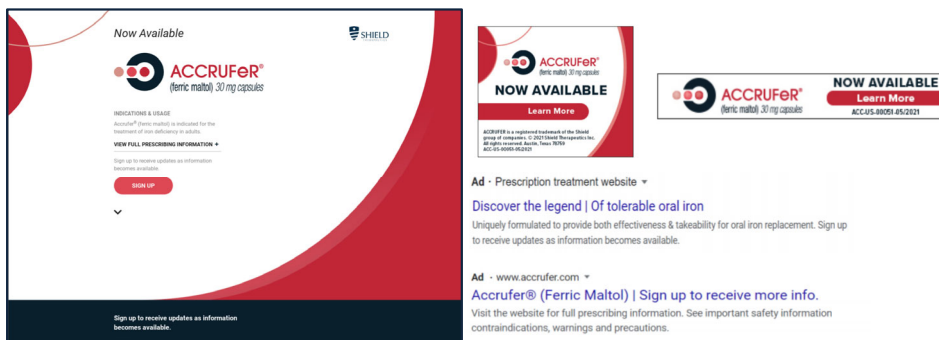 Now Available
SHIELD
ACCRUFeR®
(ferric maltol) 30 mg capsules
INDICATIONS & USAGE
Accrufer® (ferric maltol) is indicated for the
treatment of iron deficiency in adults.
VIEW FULL PRESCRIBING INFORMATION +
Sign up to receive updates as information
becomes available.
SIGN UP
Sign up to receive updates as information
becomes available.
ACCRUFeR®
(ferric maltol) 30 mg capsules
NOW AVAILABLE
Learn More
ACCRUFER is a registered trademark of the Shield
group of companies. © 2021 Shield Therapeutics Inc.
All rights reserved. Austin, Texas 78759
ACC-US-80051-05/2021
ACCRUFeR®
(ferric maltol) 30 mg capsules
NOW AVAILABLE
Learn More
ACC-US-80051-05/2021
Ad · Prescription treatment website
Discover the legend | Of tolerable oral iron
Uniquely formulated to provide both effectiveness & takeability for oral iron replacement. Sign up
to receive updates as information becomes available.
Ad · www.accrufer.com
Accrufer® (Ferric Maltol) | Sign up to receive more info.
Visit the website for full prescribing information. See important safety information
contraindications, warnings and precautions.